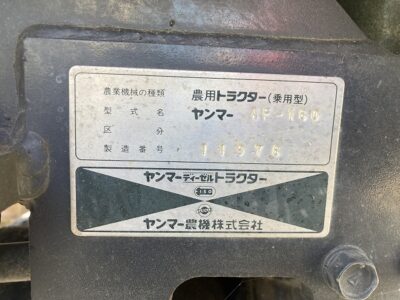 農業機械の種類 農用トラクター(乗用型)
型式名 ヤンマー
区分
製造番号 11976
ヤンマーディーゼルトラクター
ヤンマー農機株式会社